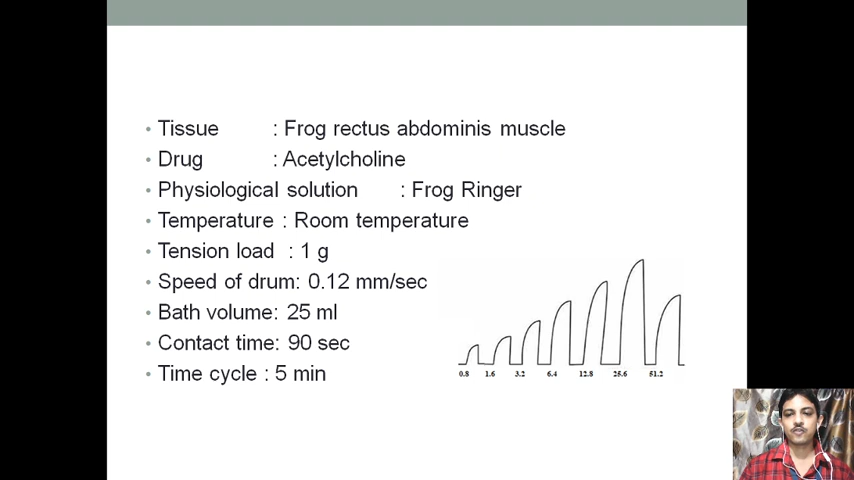 • Tissue : Frog rectus abdominis muscle
• Drug : Acetylcholine
• Physiological solution : Frog Ringer
• Temperature : Room temperature
• Tension load : 1 g
• Speed of drum: 0.12 mm/sec
• Bath volume: 25 ml
• Contact time: 90 sec
• Time cycle : 5 min
0.8 1.6 3.2 6.4 12.8 25.6 51.2